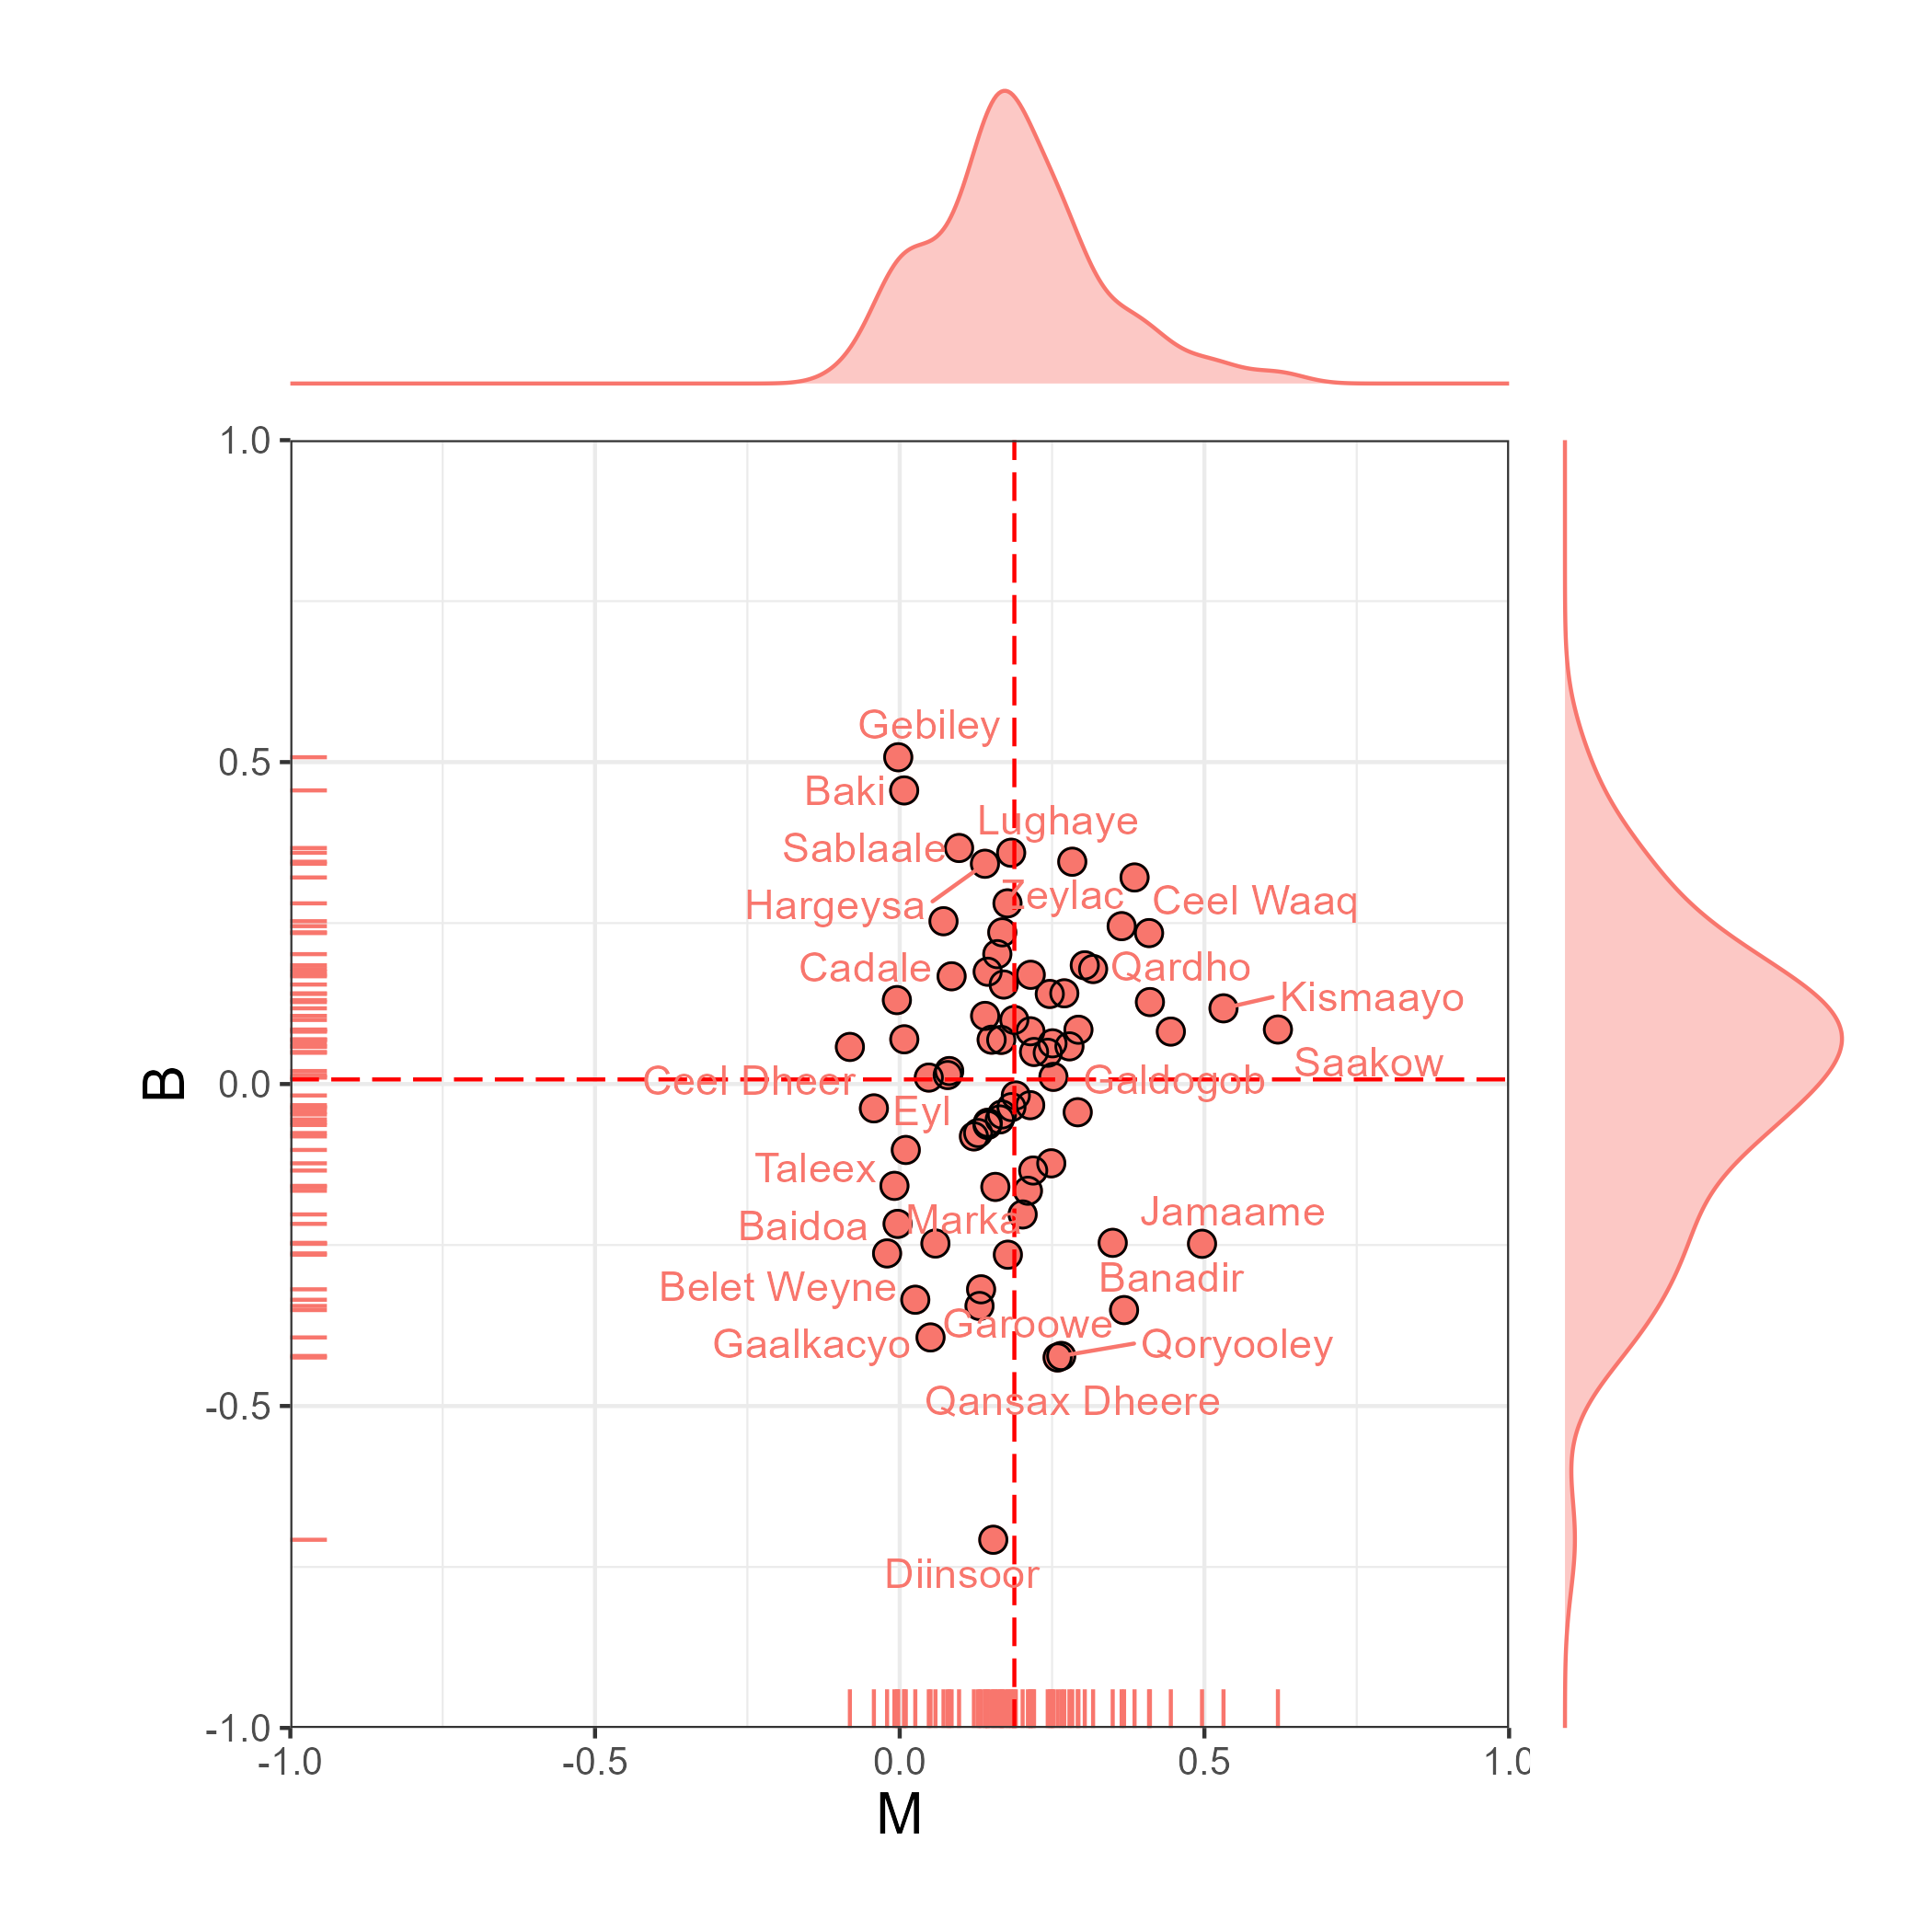 1.0
0.5
0.0
-0.5
-1.0
B
Gebiley
Baki
Lughaye
Sablaale
Zeylac
Ceel Waaq
Hargeysa
Cadale
Qardho
Kismaayo
Saakow
Ceel Dheer
Galdogob
Eyl
Taleex
Marka
Jamaame
Baidoa
Banadir
Belet Weyne
Garoowe
Gaalkacyo
Qoryooley
Qansax Dheere
Diinsoor
-1.0
-0.5
0.0
0.5
1.0
M